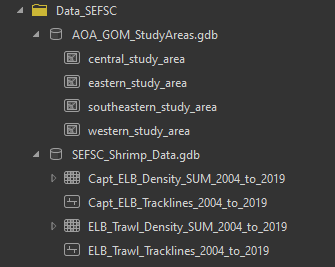 Data_SEFSC
AOA_GOM_StudyAreas.gdb
central_study_area
eastern_study_area
southeastern_study_area
western_study_area
SEFSC_Shrimp_Data.gdb
Capt_ELB_Density_SUM_2004_to_2019
Capt_ELB_Tracklines_2004_to_2019
ELB_Trawl_Density_SUM_2004_to_2019
ELB_Trawl_Tracklines_2004_to_2019